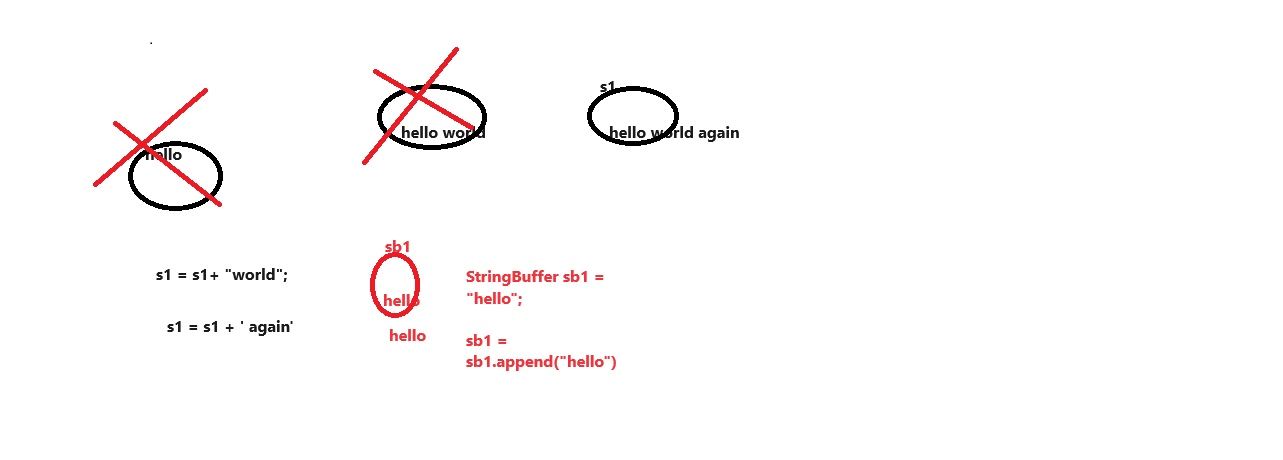 s1
hello world
hello world again
hello
sb1
s1 = s1+ "world";
hello
StringBuffer sb1 =
"hello";
s1 = s1 + ' again'
hello
sb1 =
sb1.append("hello")